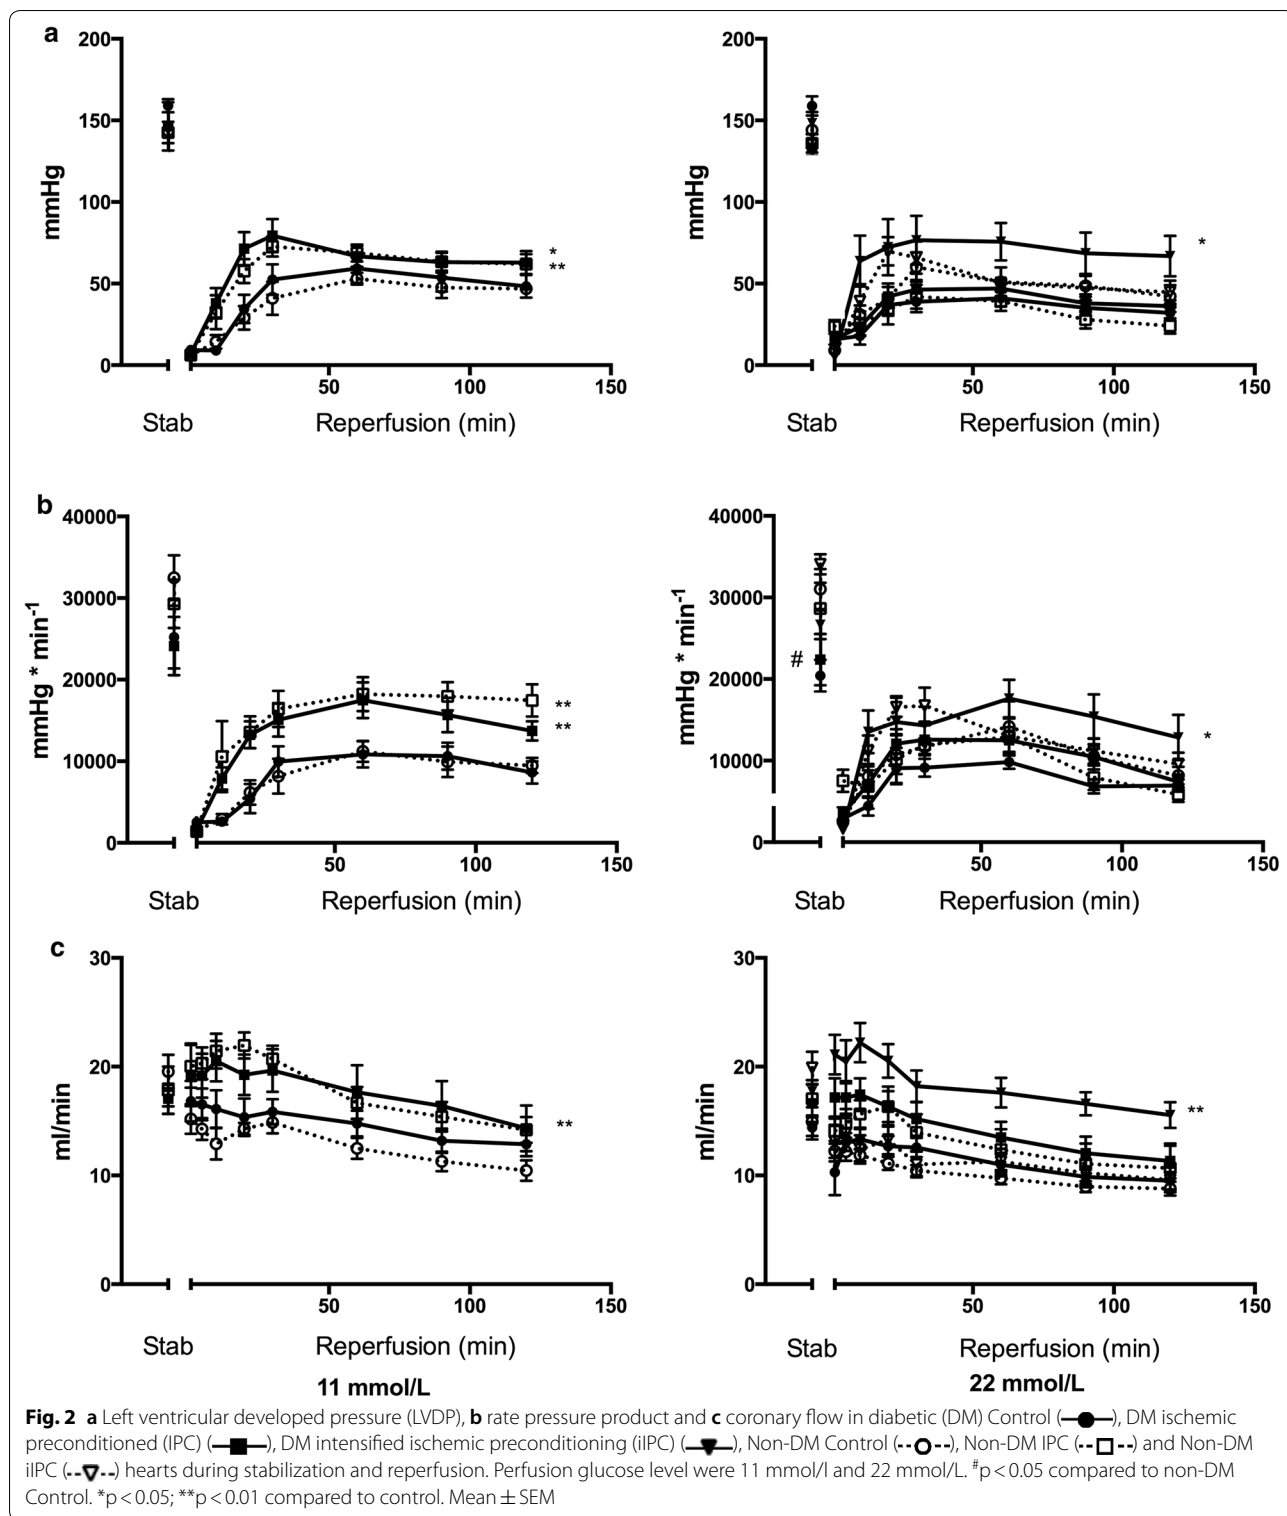 a
200
150
100
50
0
mmHg
50
100
150
Stab
Reperfusion (min)
*
**
200
150
100
50
0
mmHg
50
100
150
Stab
Reperfusion (min)
*
b
40000
30000
20000
10000
0
mmHg * min-1
50
100
150
Stab
Reperfusion (min)
**
**
40000
30000
20000
10000
0
mmHg * min-1
#
50
100
150
Stab
Reperfusion (min)
*
c
30
20
10
0
ml/min
50
100
150
Stab
Reperfusion (min)
**
11 mmol/L
30
20
10
0
ml/min
50
100
150
Stab
Reperfusion (min)
**
22 mmol/L
Fig. 2 a Left ventricular developed pressure (LVDP), b rate pressure product and c coronary flow in diabetic (DM) Control (●), DM ischemic
preconditioned (IPC) (■), DM intensified ischemic preconditioning (iIPC) (▼), Non-DM Control (--○--), Non-DM IPC (--□--) and Non-DM
iIPC (--▽--) hearts during stabilization and reperfusion. Perfusion glucose level were 11 mmol/l and 22 mmol/L. #p < 0.05 compared to non-DM
Control. *p < 0.05; **p < 0.01 compared to control. Mean ± SEM